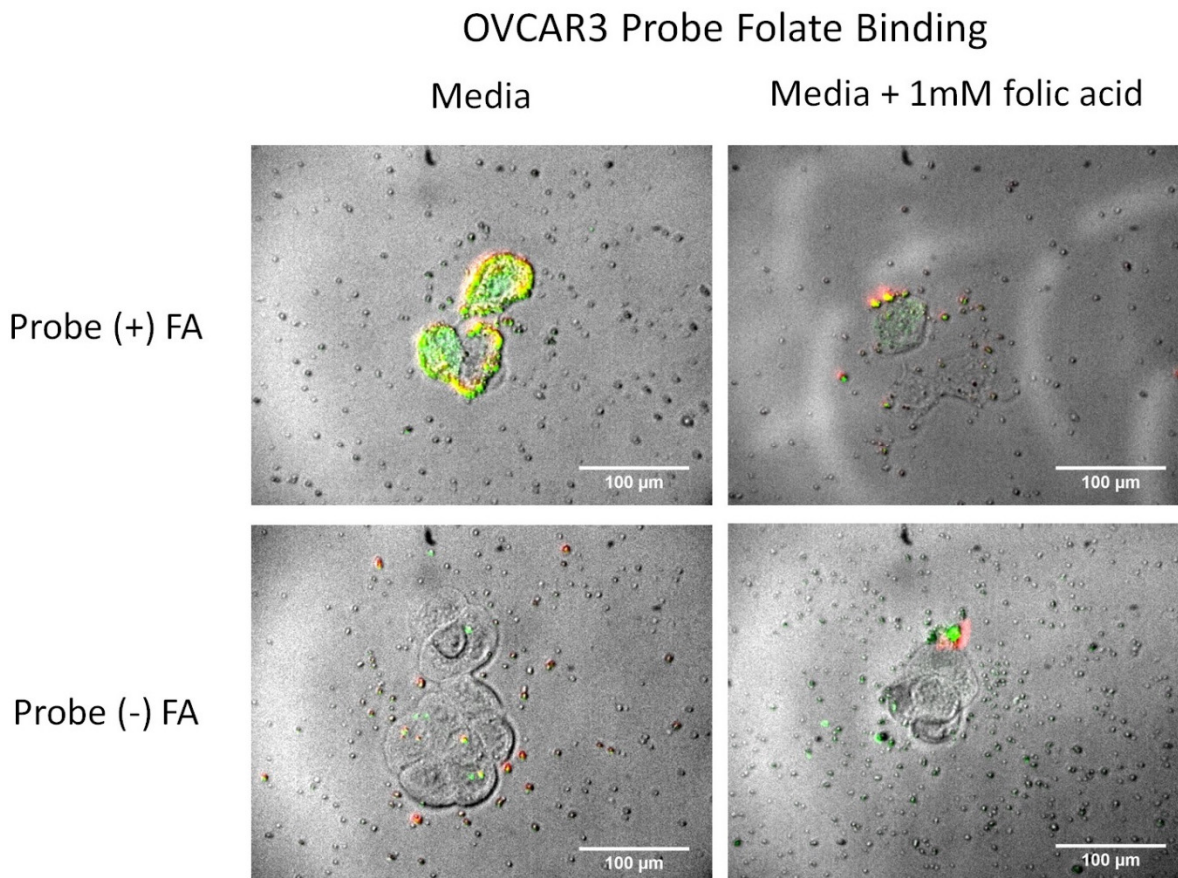 OVCAR3 Probe Folate Binding
Media
Media + 1mM folic acid
Probe (+) FA
100 µm
100 µm
Probe (-) FA
100 µm
100 µm